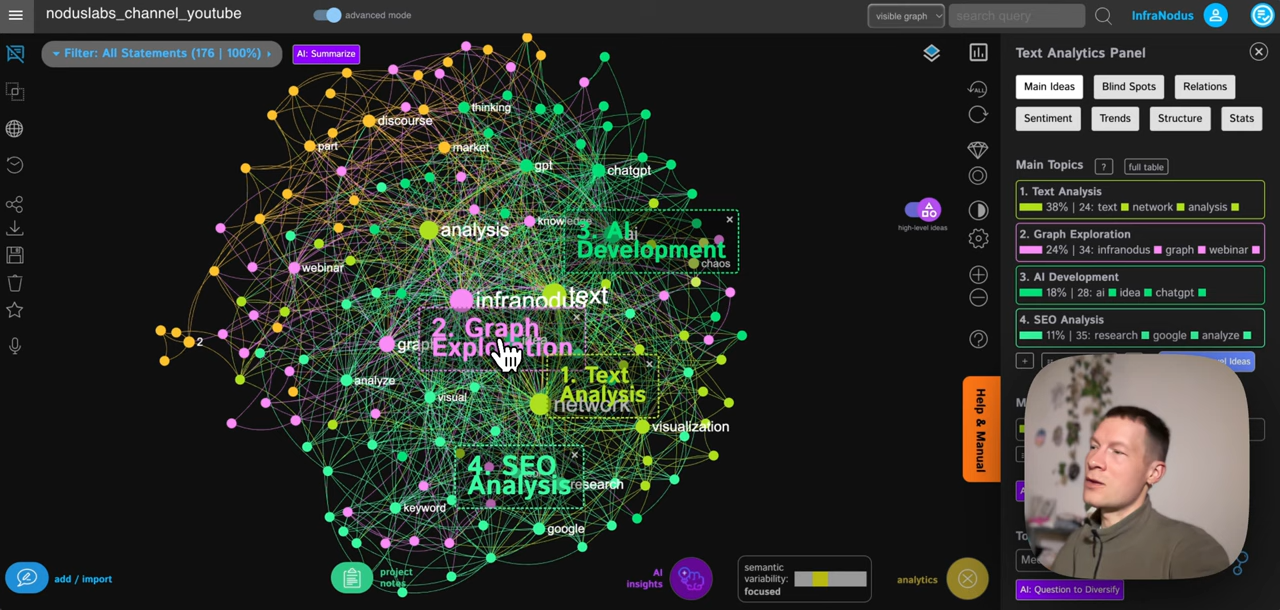 noduslabs_channel_youtube
advanced mode
visible graph
search query
InfraNodus
Filter: All Statements (176 | 100%)
AI: Summarize
Text Analytics Panel
Main Ideas
Blind Spots
Relations
Sentiment
Trends
Structure
Stats
Main Topics
?
full table
1. Text Analysis
38% | 24: text network analysis
2. Graph Exploration
24% | 34: infranodus graph webinar
3. AI Development
18% | 28: ai idea chatgpt
4. SEO Analysis
11% | 35: research google analyze
Ideas
high-level ideas
ALL
thinking
discourse
part
market
gpt
chatgpt
analysis
3. AI
Development
ai
chaos
webinar
infranodus
text
2. Graph
Exploration
2
1. Text
Analysis
network
analyze
visual
visualization
4. SEO
Analysis
research
keyword
google
Help & Manual
add / import
project
notes
AI
insights
semantic
variability:
focused
analytics
AI: Question to Diversify